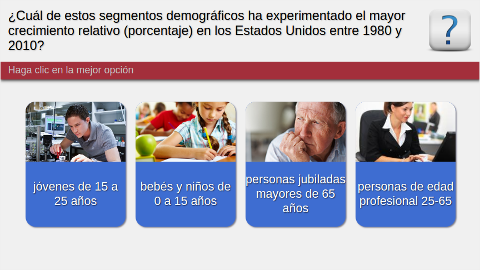 ¿Cuál de estos segmentos demográficos ha experimentado el mayor
crecimiento relativo (porcentaje) en los Estados Unidos entre 1980 y
2010?
?
Haga clic en la mejor opción
jóvenes de 15 a
25 años
bebés y niños de
0 a 15 años
personas jubiladas
mayores de 65
años
personas de edad
profesional 25-65